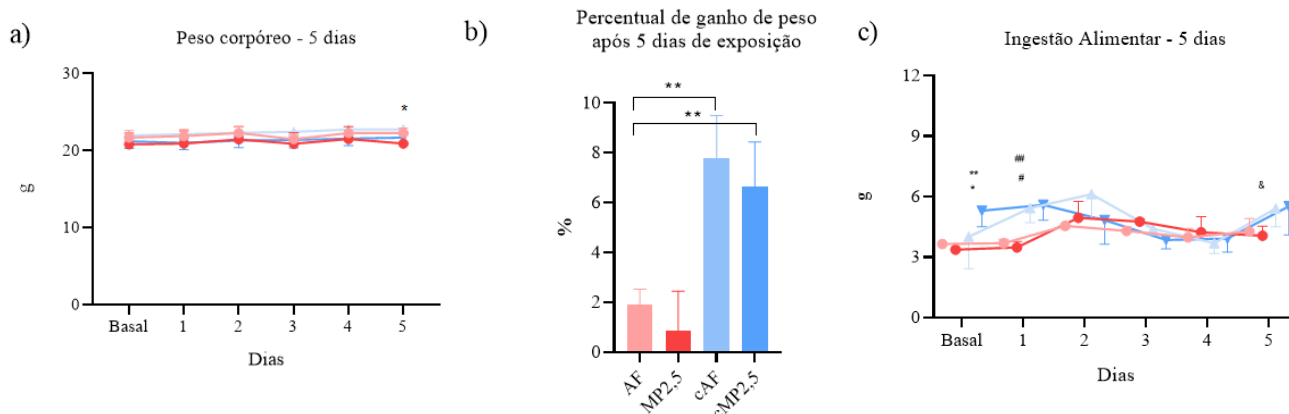 a)
Peso corpóreo - 5 dias
30
20
10
0
g
Basal
1
2
3
4
5
Dias
*
b)
Percentual de ganho de peso
após 5 dias de exposição
10
8
6
4
2
0
%
**
**
AF
MP2,5
cAF
cMP2,5
c)
Ingestão Alimentar - 5 dias
12
9
6
3
0
g
**
*
##
#
&
Basal
1
2
3
4
5
Dias